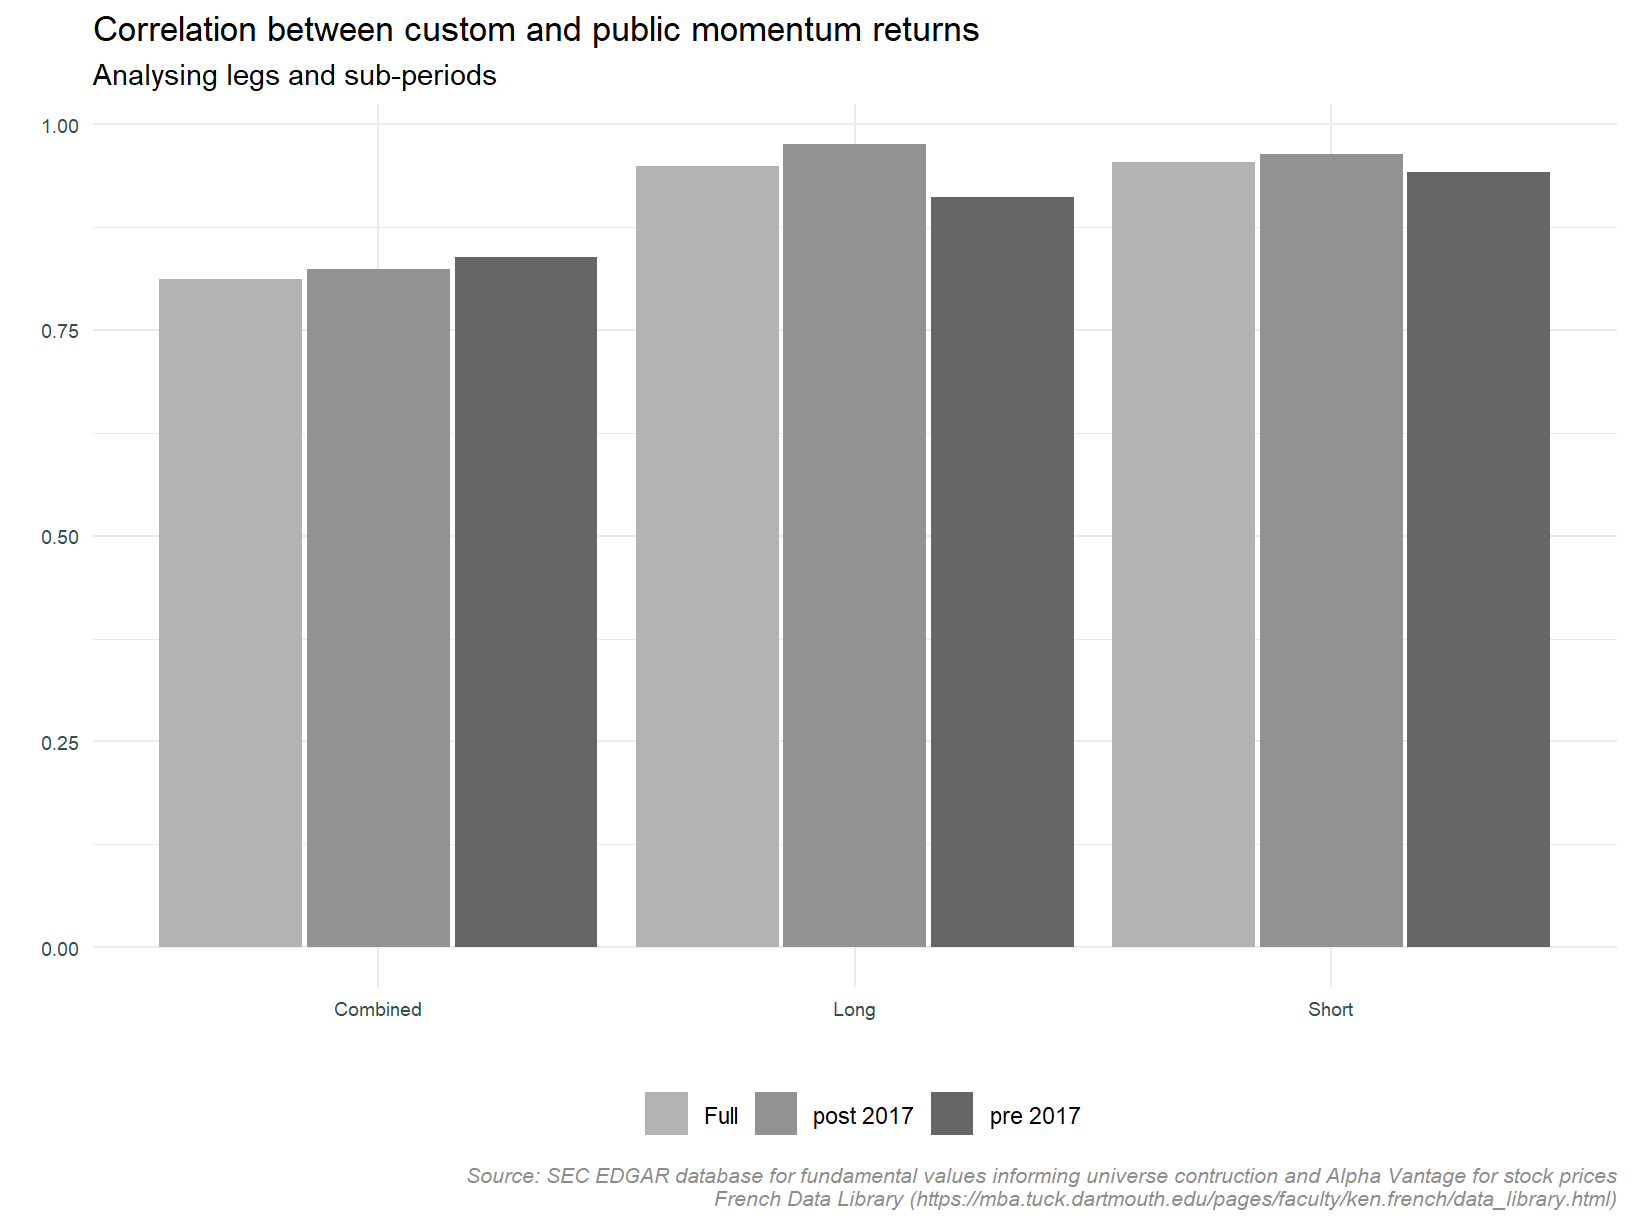 Correlation between custom and public momentum returns
Analysing legs and sub-periods
1.00
0.75
0.50
0.25
0.00
Combined Long Short
Full post 2017 pre 2017
Source: SEC EDGAR database for fundamental values informing universe contruction and Alpha Vantage for stock prices
French Data Library (https://mba.tuck.dartmouth.edu/pages/faculty/ken.french/data_library.html)